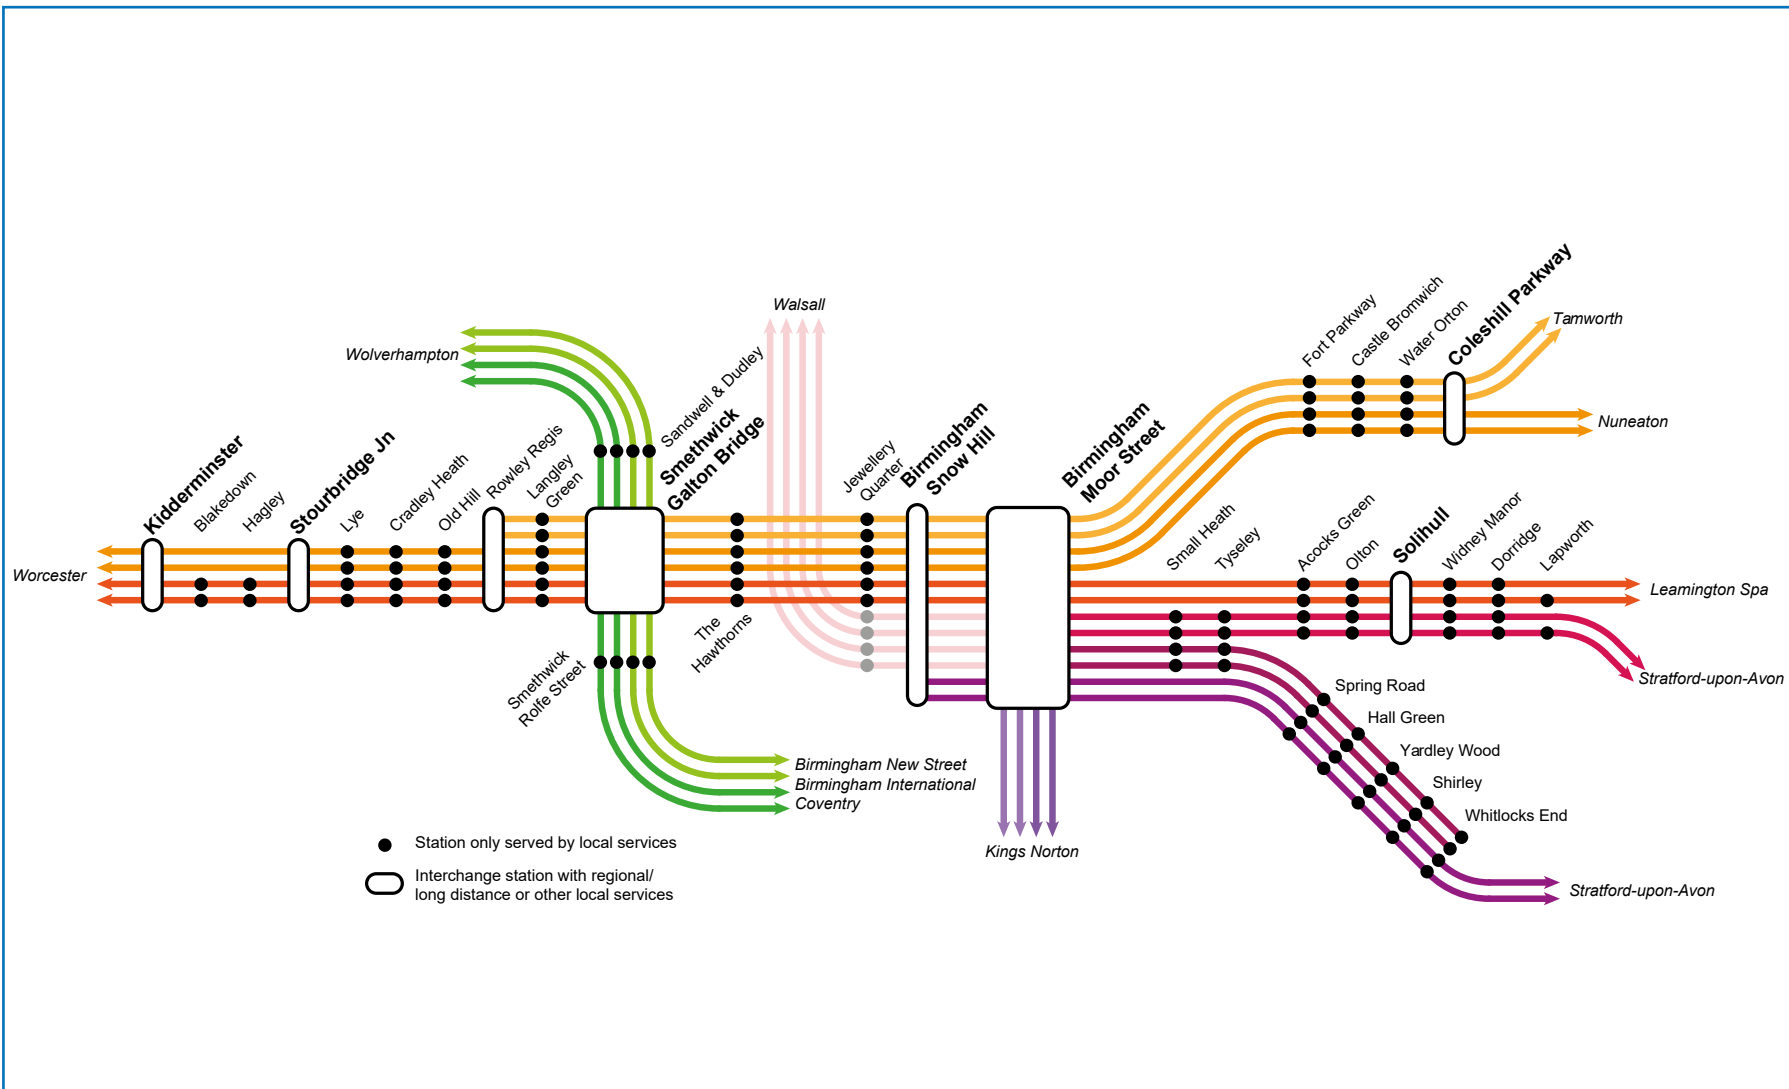 Walsall
Wolverhampton
Sandwell & Dudley
Smethwick
Galton Bridge
Kidderminster
Blakedown
Hagley
Stourbridge Jn
Lye
Cradley Heath
Old Hill
Rowley Regis
Langley
Green
Jewellery
Quarter
Birmingham
Snow Hill
Birmingham
Moor Street
Fort Parkway
Castle Bromwich
Water Orton
Coleshill Parkway
Tamworth
Nuneaton
Worcester
Small Heath
Tyseley
Acocks Green
Olton
Solihull
Widney Manor
Dorridge
Lapworth
Leamington Spa
Stratford-upon-Avon
The
Hawthorns
Smethwick
Rolfe Street
Spring Road
Hall Green
Yardley Wood
Shirley
Whitlocks End
Birmingham New Street
Birmingham International
Coventry
Kings Norton
Stratford-upon-Avon
Station only served by local services
Interchange station with regional/
long distance or other local services